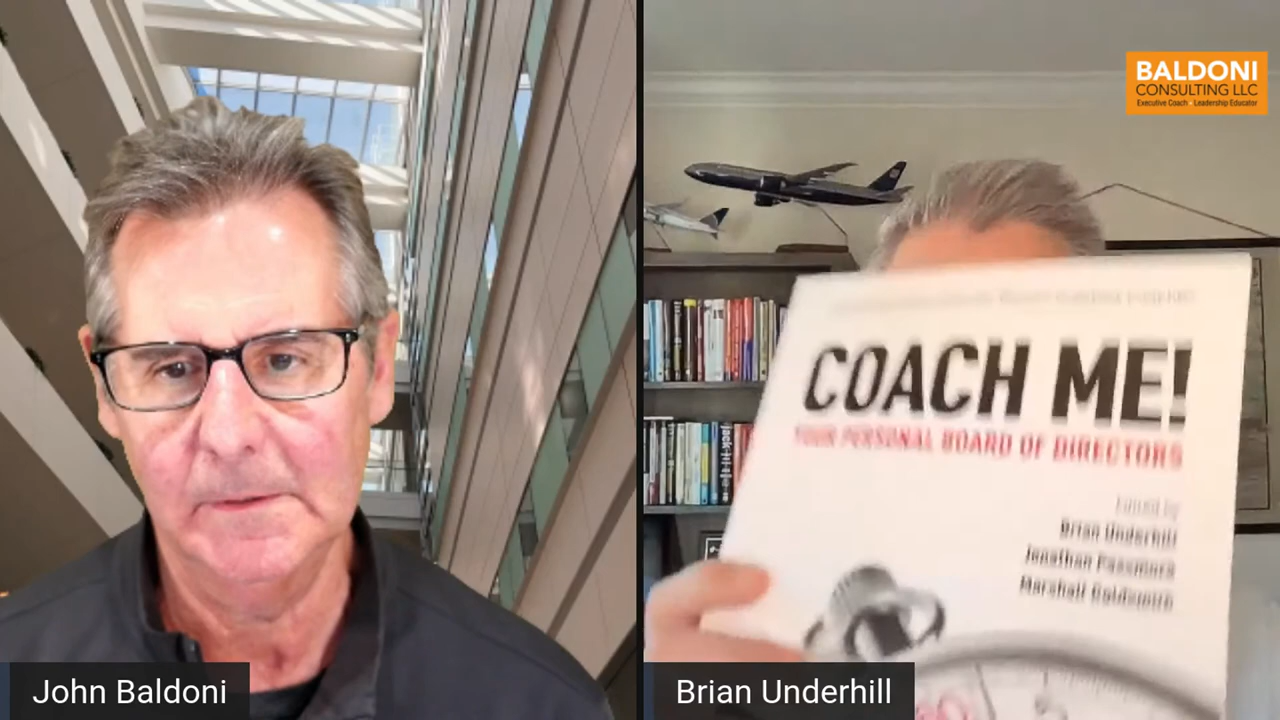 BALDONI
CONSULTING LLC
Executive Coach • Leadership Educator
COACH ME!
YOUR PERSONAL BOARD OF DIRECTORS
Edited by
Brian Underhill
Jonathan Passmore
Marshall Goldsmith
John Baldoni
Brian Underhill